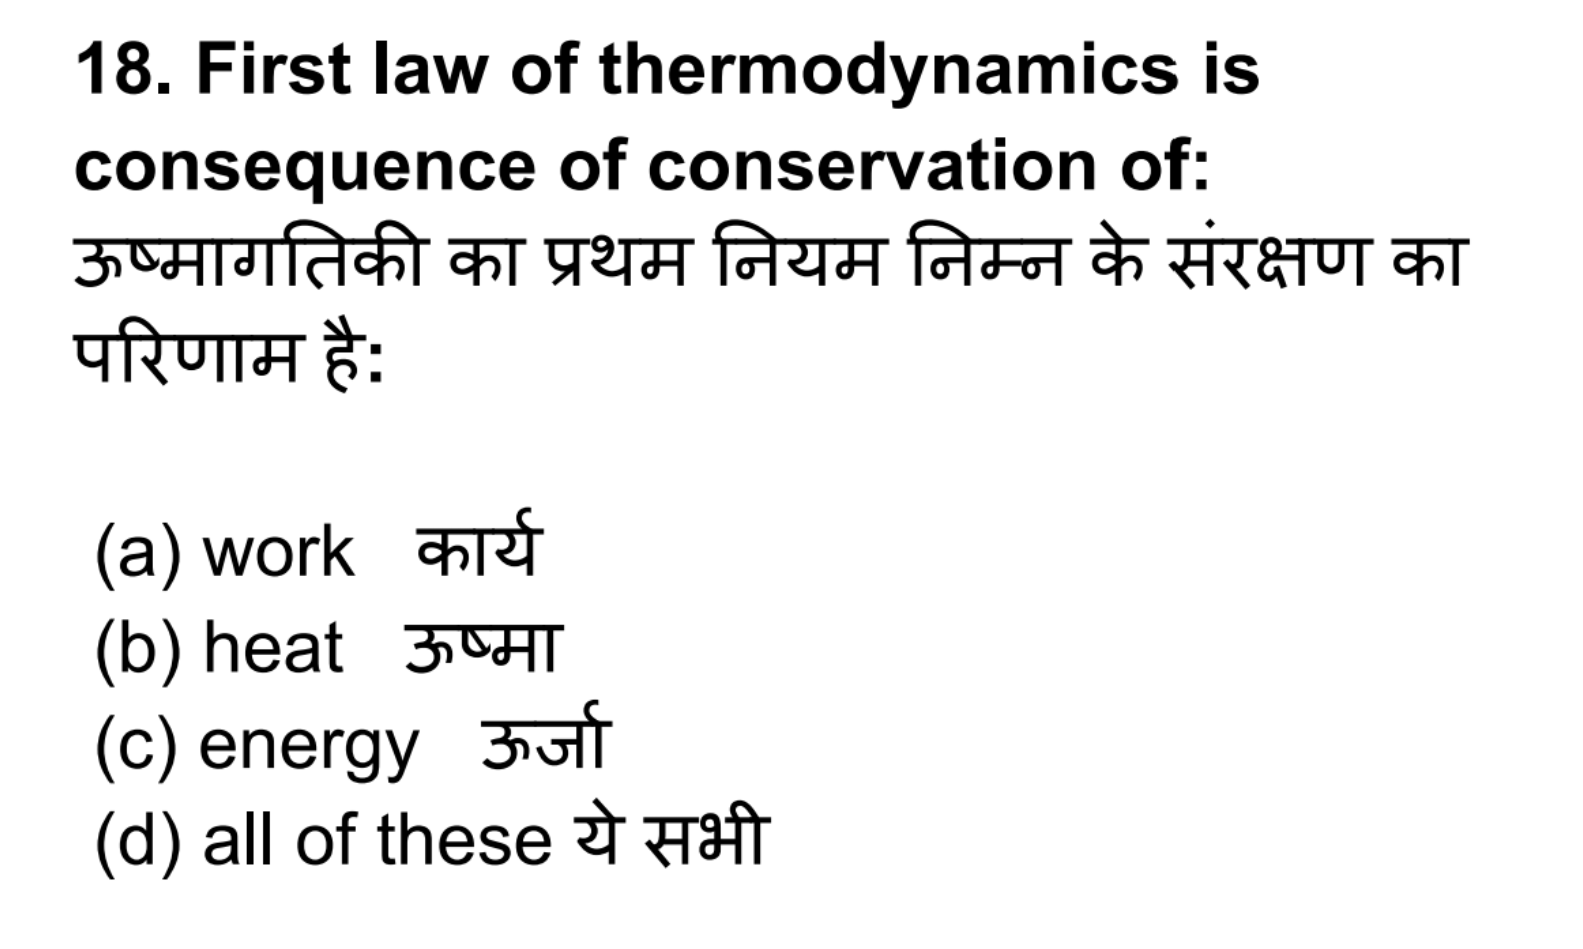 18. First law of thermodynamics is
consequence of conservation of:
ऊष्मागतिकी का प्रथम नियम निम्न के संरक्षण का
परिणाम है:
(a) work कार्य
(b) heat ऊष्मा
(c) energy ऊर्जा
(d) all of these ये सभी